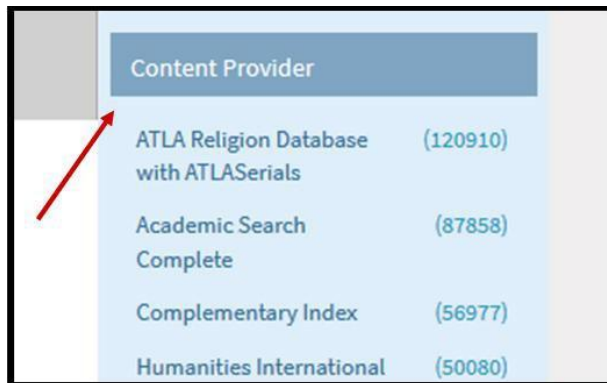 Content Provider
ATLA Religion Database (120910)
with ATLASerials
Academic Search (87858)
Complete
Complementary Index (56977)
Humanities International (50080)